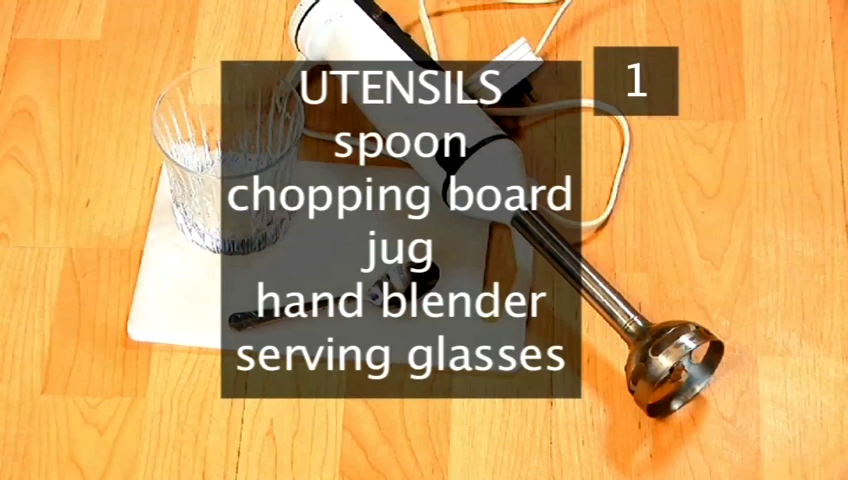 UTENSILS
spoon
chopping board
jug
hand blender
serving glasses
1